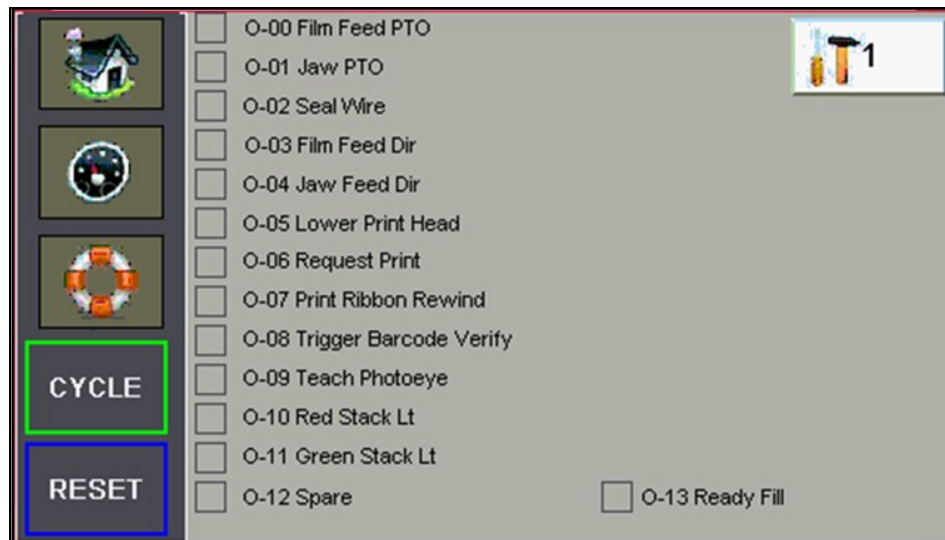 O-00 Film Feed PTO
1
O-01 Jaw PTO
O-02 Seal Wire
O-03 Film Feed Dir
O-04 Jaw Feed Dir
O-05 Lower Print Head
O-06 Request Print
O-07 Print Ribbon Rewind
O-08 Trigger Barcode Verify
CYCLE
O-09 Teach Photoeye
O-10 Red Stack Lt
O-11 Green Stack Lt
RESET
O-12 Spare
O-13 Ready Fill